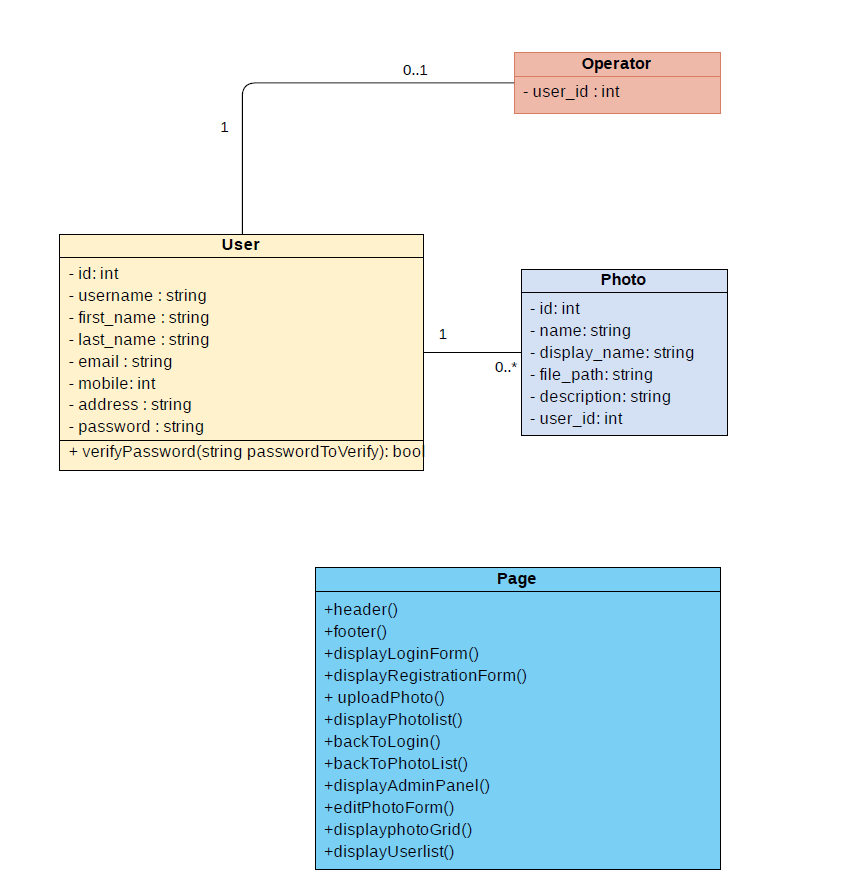 0..1
Operator
- user_id : int
1
User
- id: int
- username : string
- first_name : string
- last_name : string
- email : string
- mobile: int
- address : string
- password : string
+ verifyPassword(string passwordToVerify): bool
1
0..*
Photo
- id: int
- name: string
- display_name: string
- file_path: string
- description: string
- user_id: int
Page
+header()
+footer()
+displayLoginForm()
+displayRegistrationForm()
+ uploadPhoto()
+displayPhotolist()
+backToLogin()
+backToPhotoList()
+displayAdminPanel()
+editPhotoForm()
+displayphotoGrid()
+displayUserlist()